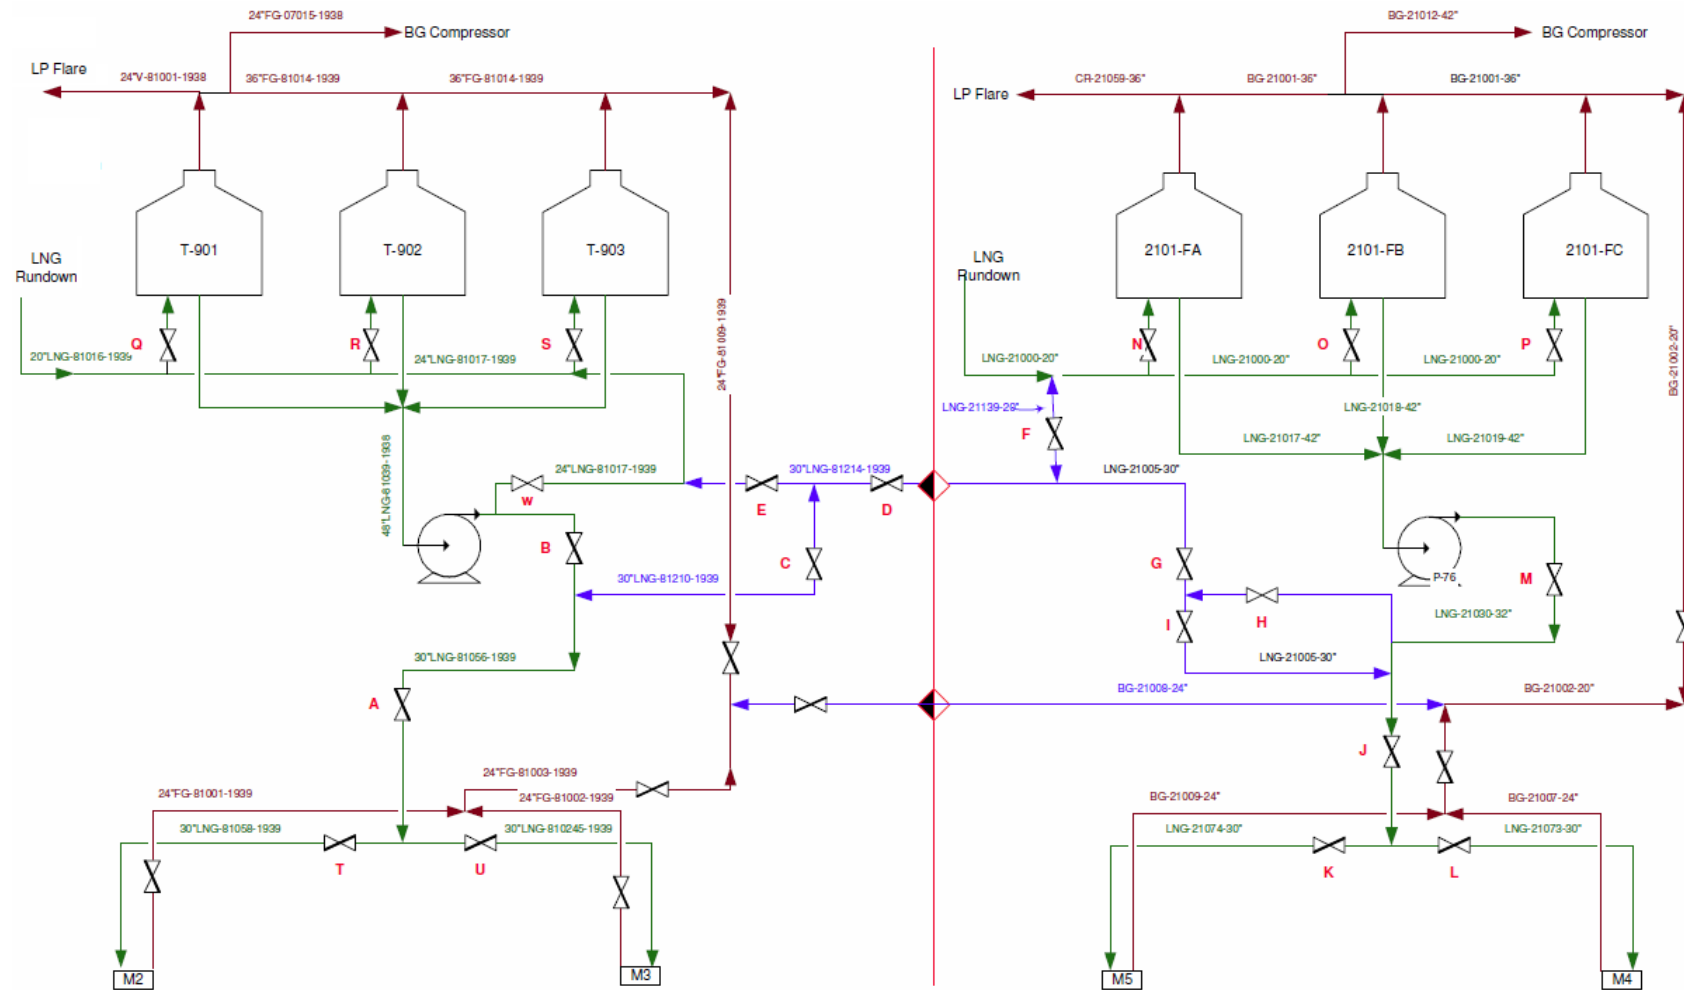 24"FG-07015-1938
BG Compressor
LP Flare
24"V-81001-1938
36"FG-81014-1939
36"FG-81014-1939
T-901
T-902
T-903
LNG
Rundown
Q
R
S
20"LNG-81016-1939
24"LNG-81017-1939
24"FG-81009-1939
48"LNG-81039-1938
24"LNG-81017-1939
w
B
30"LNG-81214-1939
E
D
C
30"LNG-81210-1939
30"LNG-81056-1939
A
24"FG-81003-1939
24"FG-81001-1939
24"FG-81002-1939
30"LNG-81058-1939
30"LNG-810245-1939
T
U
M2
M3
BG-21012-42"
BG Compressor
LP Flare
CR-21059-36"
BG-21001-36"
BG-21001-36"
2101-FA
2101-FB
2101-FC
LNG
Rundown
N
O
P
LNG-21000-20"
LNG-21000-20"
LNG-21000-20"
BG-21002-20"
LNG-21139-28"
F
LNG-21018-42"
LNG-21017-42"
LNG-21019-42"
LNG-21005-30"
G
P-76
M
H
I
LNG-21030-32"
LNG-21005-30"
BG-21008-24"
BG-21002-20"
J
BG-21009-24"
BG-21007-24"
LNG-21074-30"
LNG-21073-30"
K
L
M5
M4